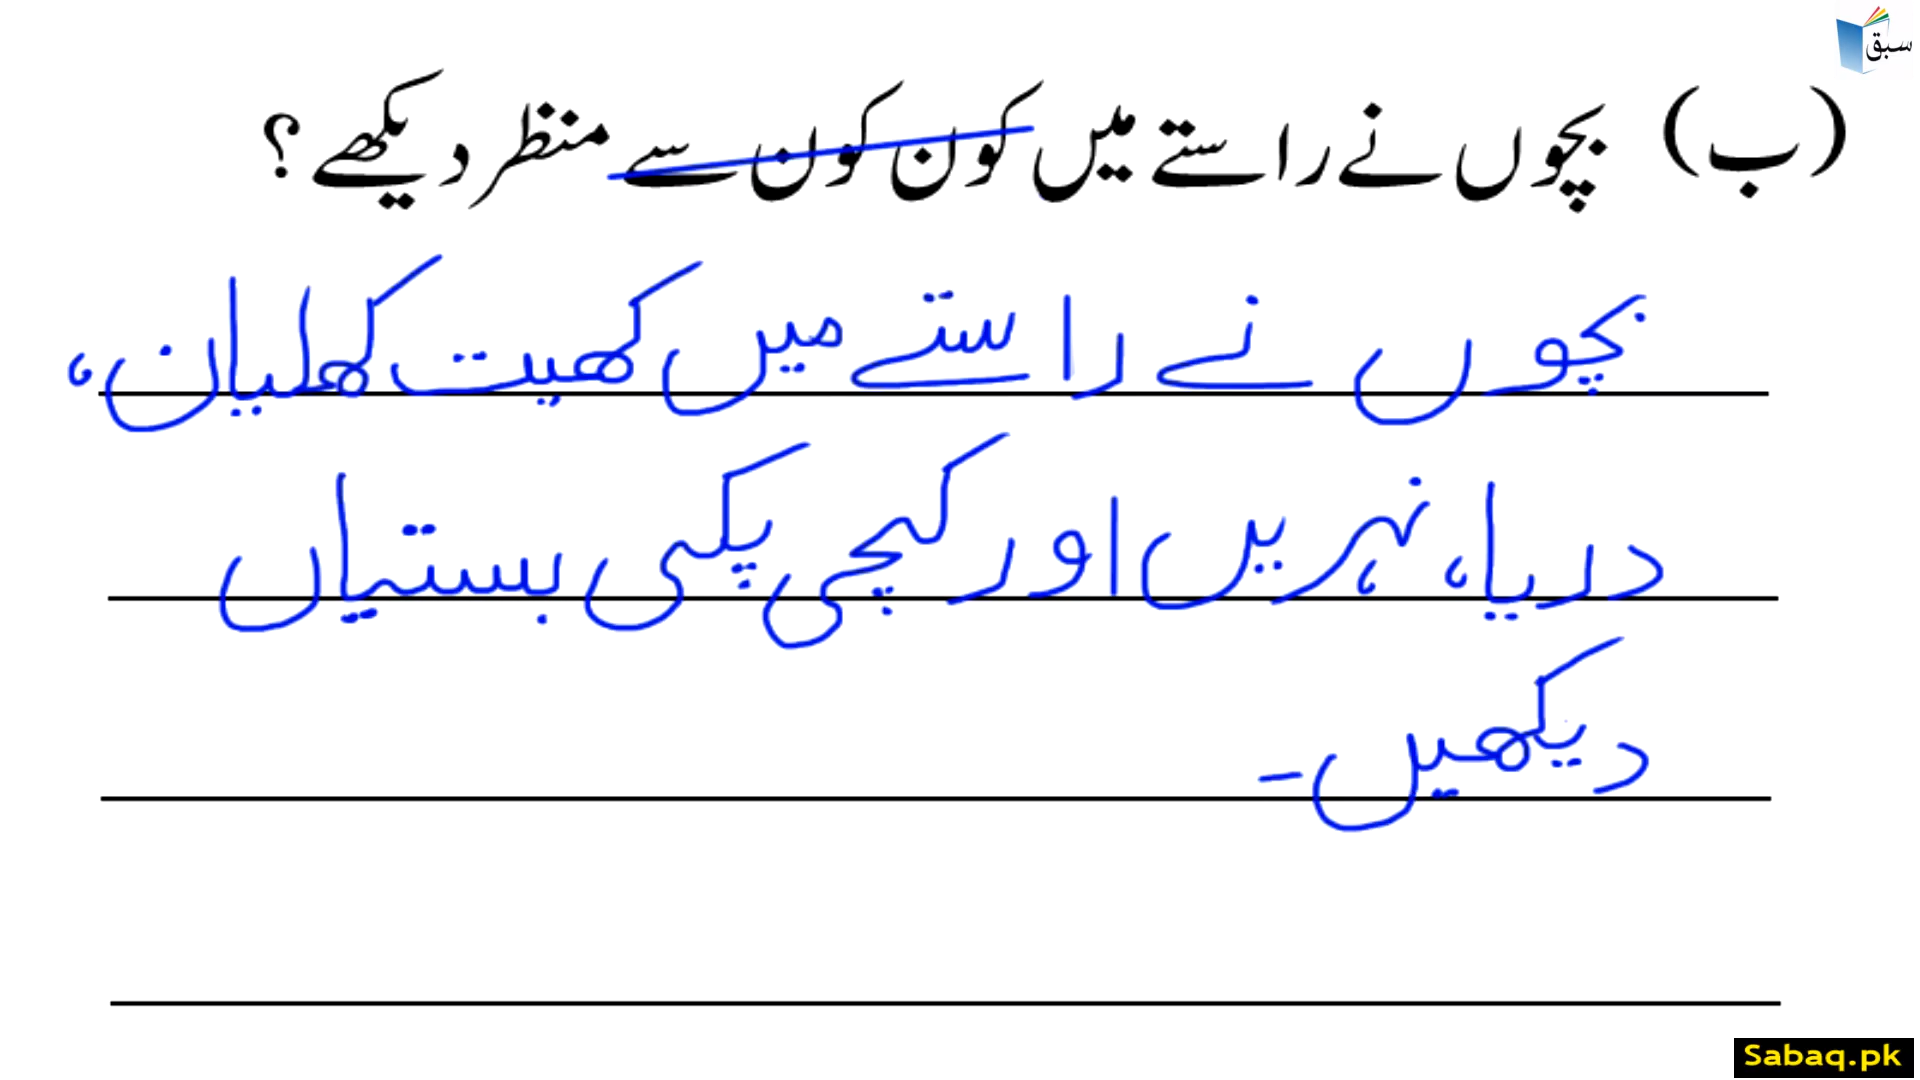 سبق
(ب) بچوں نے راستے میں کون کون سے منظر دیکھے؟
بچوں نے راستے میں کھیت کھلیان،
دریا، نہریں اور کچی پکی بستیاں
دیکھیں۔
Sabaq.pk